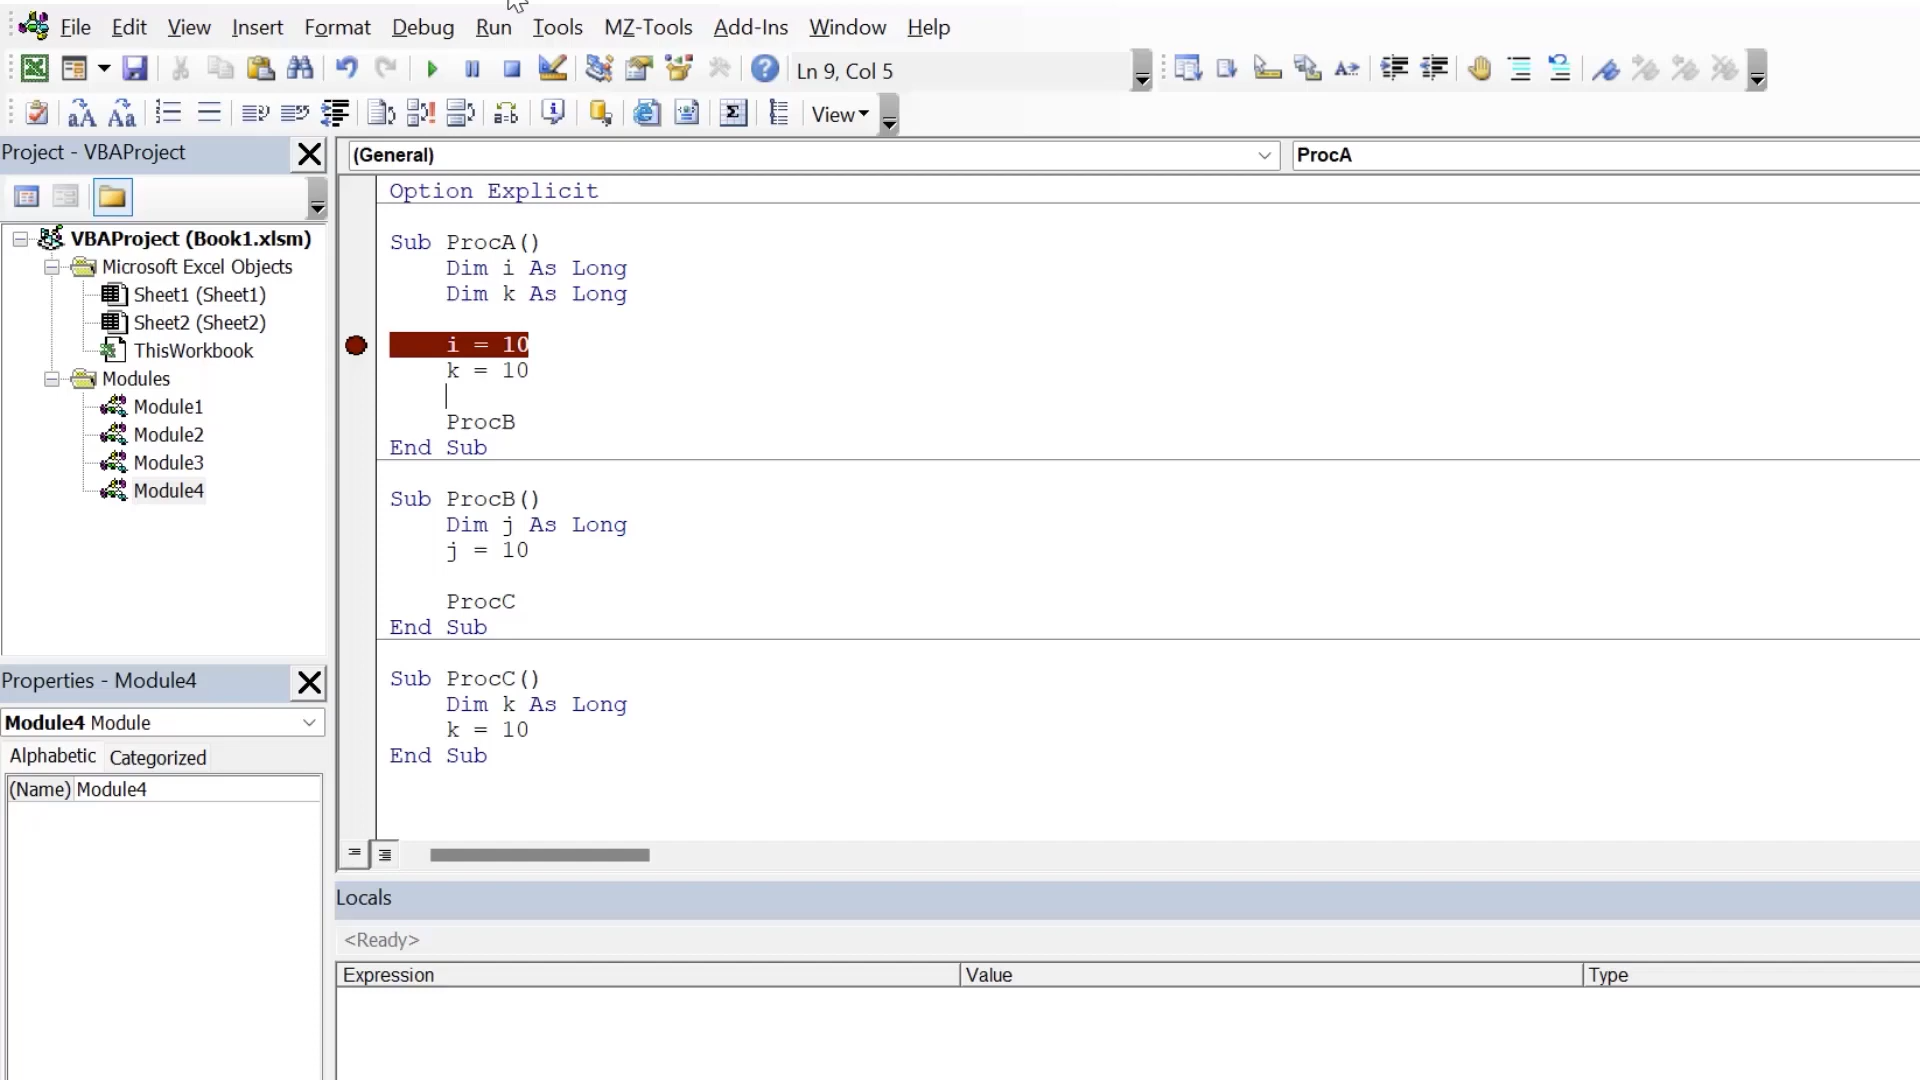 File Edit View Insert Format Debug Run Tools MZ-Tools Add-Ins Window Help
Ln 9, Col 5
View
Project - VBAProject
VBAProject (Book1.xlsm)
Microsoft Excel Objects
Sheet1 (Sheet1)
Sheet2 (Sheet2)
ThisWorkbook
Modules
Module1
Module2
Module3
Module4
Properties - Module4
Module4 Module
Alphabetic Categorized
(Name) Module4
(General) ProcA
Option Explicit
Sub ProcA()
Dim i As Long
Dim k As Long
i = 10
k = 10
ProcB
End Sub
Sub ProcB()
Dim j As Long
j = 10
ProcC
End Sub
Sub ProcC()
Dim k As Long
k = 10
End Sub
Locals
<Ready>
Expression Value Type